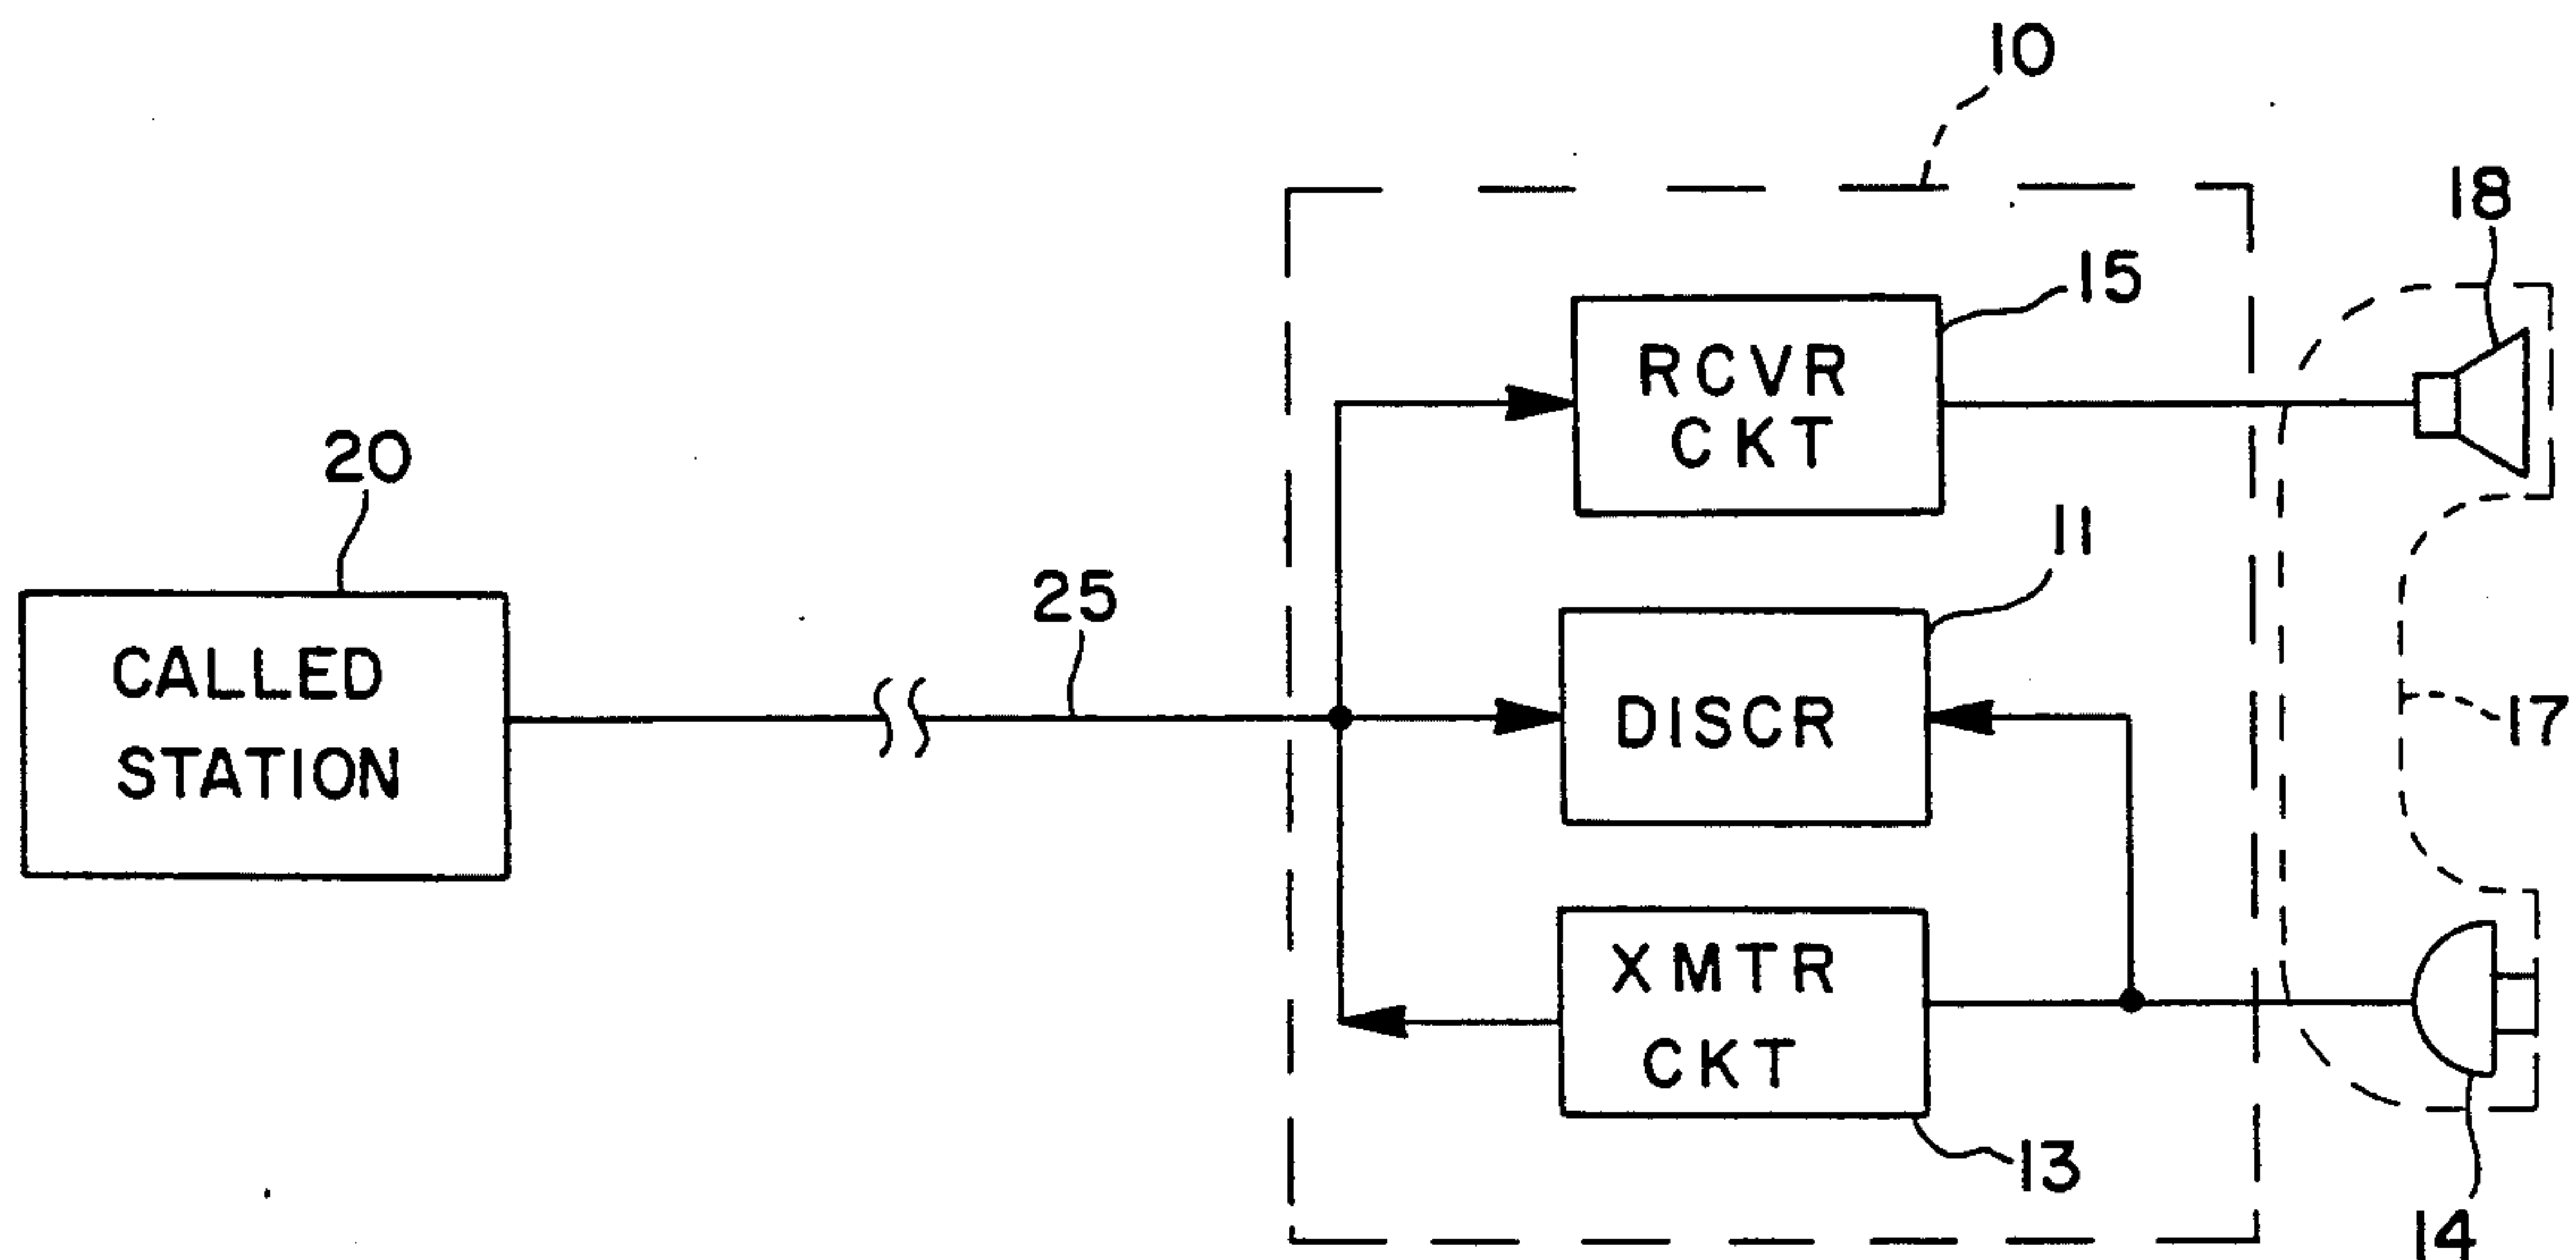 10
18
15
RCVR
CKT
20
11
25
CALLED
STATION
DISCR
17
XMTR
CKT
13
14